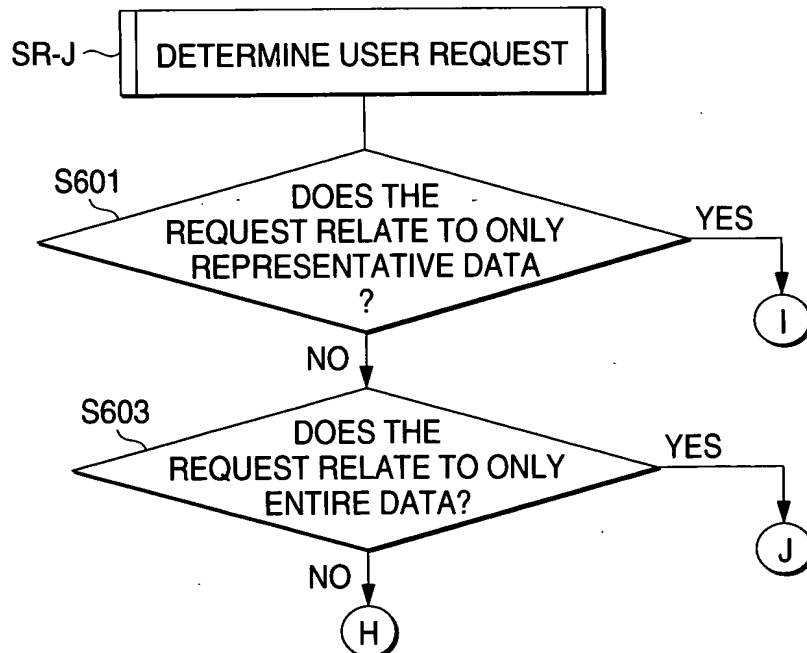 SR-J
DETERMINE USER REQUEST
S601
DOES THE
REQUEST RELATE TO ONLY
REPRESENTATIVE DATA
?
YES
I
NO
S603
DOES THE
REQUEST RELATE TO ONLY
ENTIRE DATA?
YES
J
NO
H